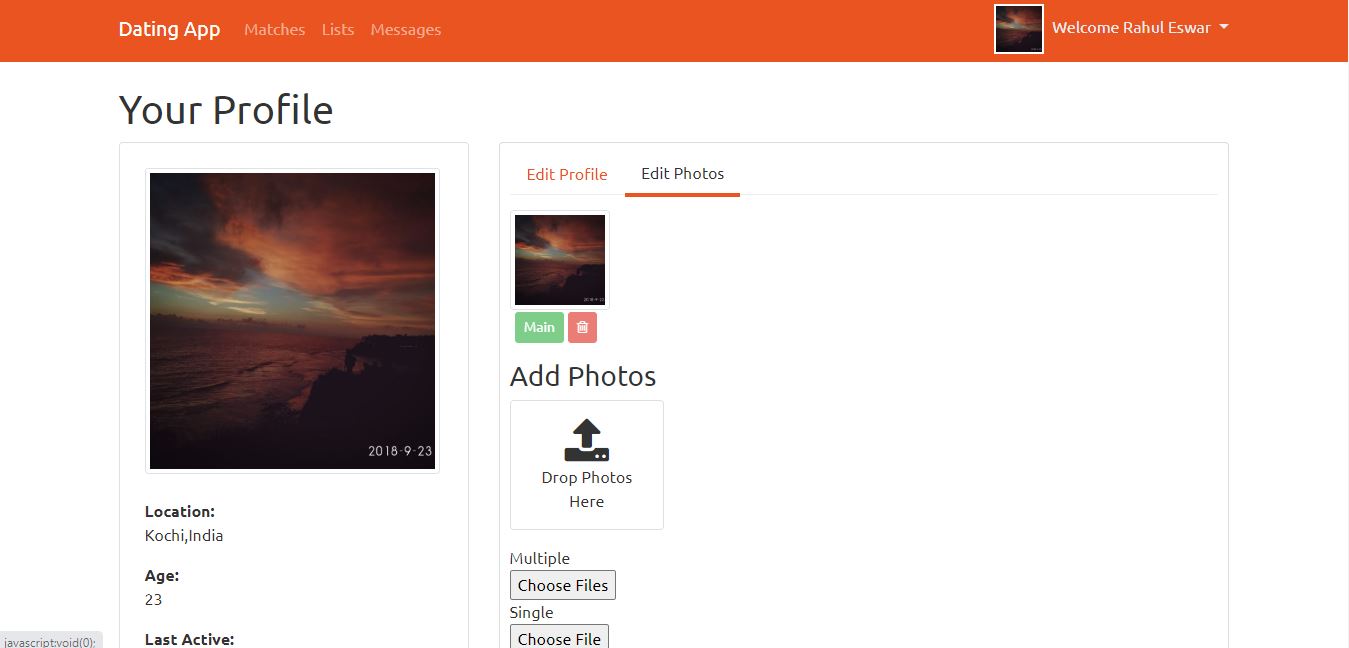 Dating App Matches Lists Messages Welcome Rahul Eswar
Your Profile
2018-9-23
Location:
Kochi,India
Age:
23
Last Active:
Edit Profile Edit Photos
Main
Add Photos
Drop Photos
Here
Multiple
Choose Files
Single
Choose File
javascript:void(0);